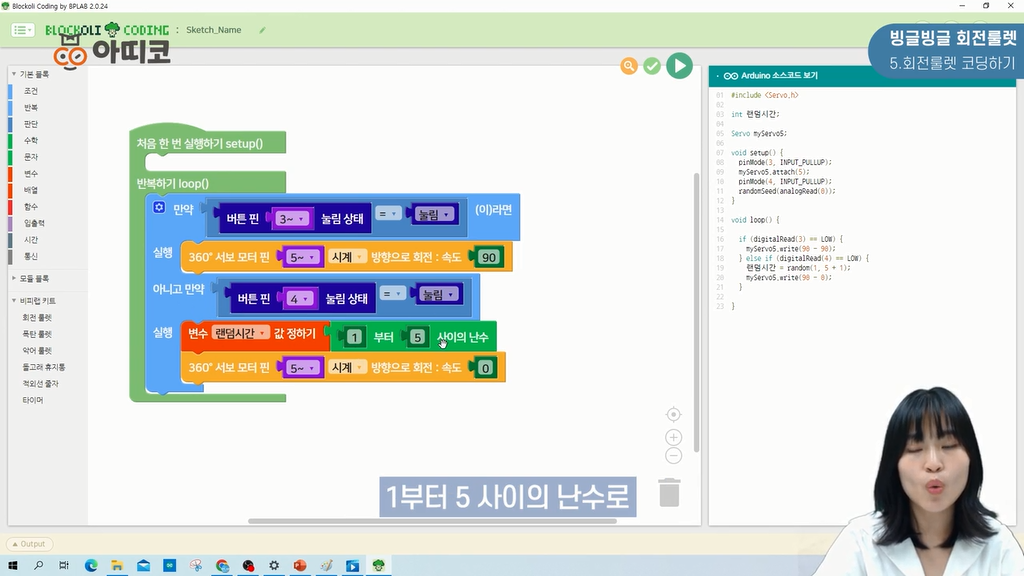 Blockoli Coding by BPLAB 2.0.24
BLOCKOLI CODING : Sketch_Name
아띠코
빙글빙글 회전룰렛
5.회전룰렛 코딩하기
기본 블록
조건
반복
판단
수학
문자
변수
배열
함수
입출력
시간
통신
모듈 블록
비피랩 키트
회전 룰렛
폭탄 룰렛
악어 룰렛
돌고래 휴지통
적외선 줄자
타이머
처음 한 번 실행하기 setup()
반복하기 loop()
만약 버튼 핀 3~ 눌림 상태 = 눌림 (이)라면
실행 360° 서보 모터 핀 5~ 시계 방향으로 회전 : 속도 90
아니고 만약 버튼 핀 4 눌림 상태 = 눌림
실행 변수 랜덤시간 값 정하기 1 부터 5 사이의 난수
360° 서보 모터 핀 5~ 시계 방향으로 회전 : 속도 0
Arduino 소스코드 보기
01 #include <Servo.h>
02
03 int 랜덤시간;
04
05 Servo myServo5;
06
07 void setup() {
08 pinMode(3, INPUT_PULLUP);
09 myServo5.attach(5);
10 pinMode(4, INPUT_PULLUP);
11 randomSeed(analogRead(0));
12 }
13
14 void loop() {
15
16 if (digitalRead(3) == LOW) {
17 myServo5.write(90 - 90);
18 } else if (digitalRead(4) == LOW) {
19 랜덤시간 = random(1, 5 + 1);
20 myServo5.write(90 - 0);
21 }
22
23 }
1부터 5 사이의 난수로
Output